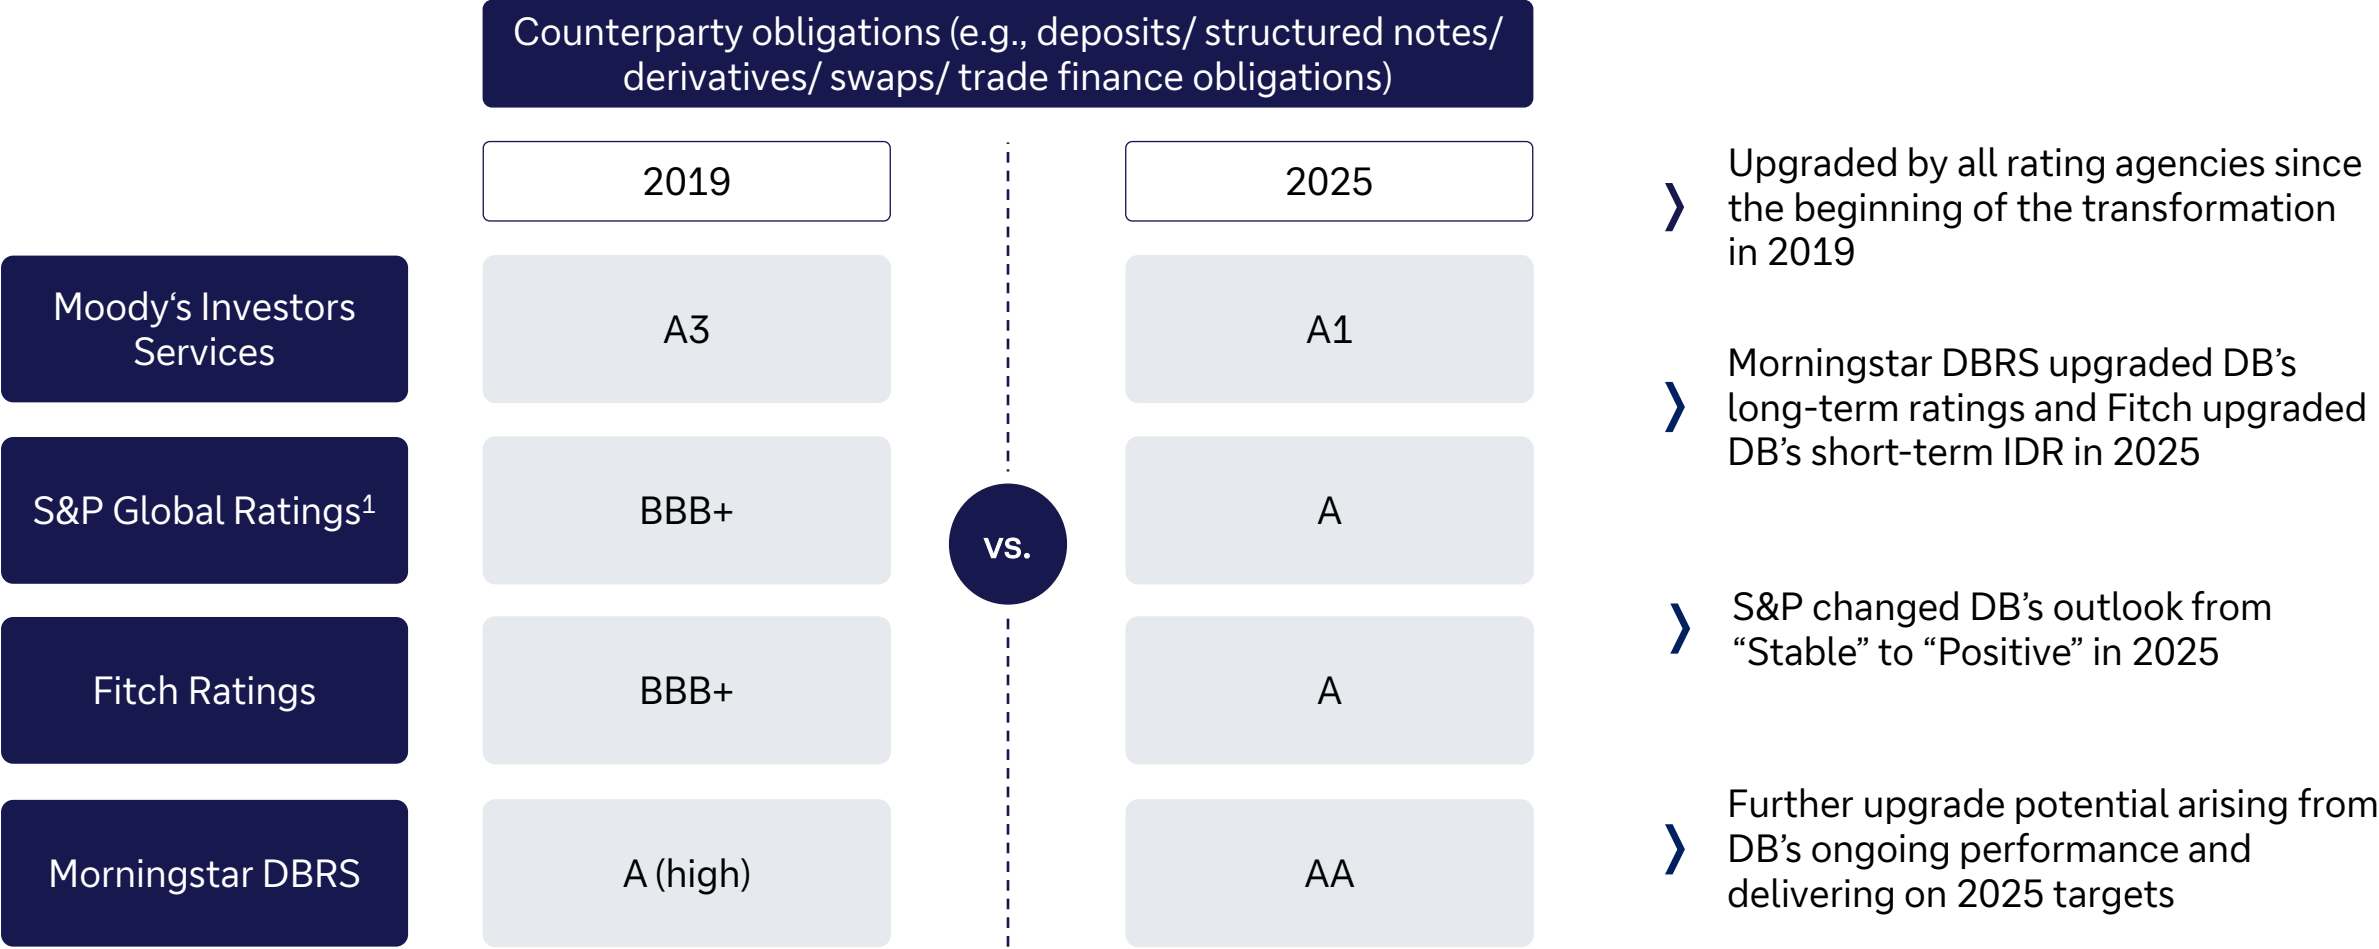 Counterparty obligations (e.g., deposits/ structured notes/
derivatives/ swaps/ trade finance obligations)
2019
2025
Moody‘s Investors
Services
A3
A1
S&P Global Ratings¹
BBB+
A
vs.
Fitch Ratings
BBB+
A
Morningstar DBRS
A (high)
AA
Upgraded by all rating agencies since
the beginning of the transformation
in 2019
Morningstar DBRS upgraded DB’s
long-term ratings and Fitch upgraded
DB’s short-term IDR in 2025
S&P changed DB’s outlook from
“Stable” to “Positive” in 2025
Further upgrade potential arising from
DB’s ongoing performance and
delivering on 2025 targets